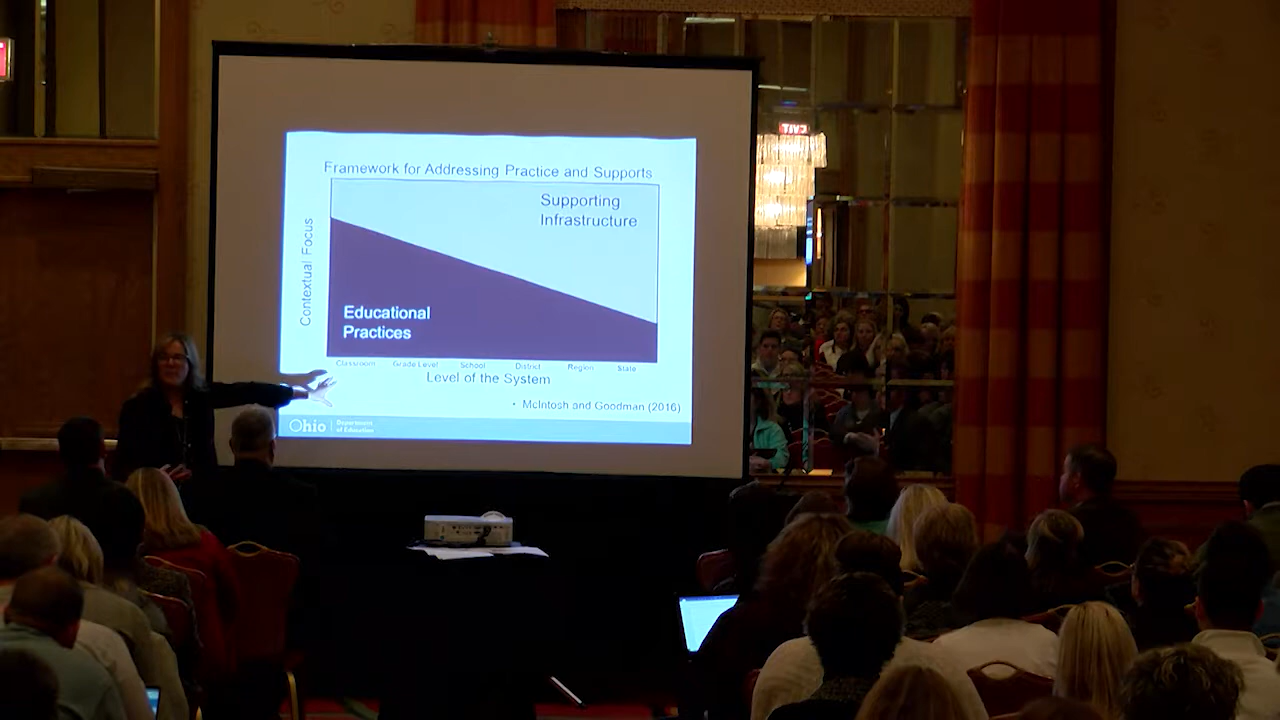 Framework for Addressing Practice and Supports
Supporting
Infrastructure
Contextual Focus
Educational
Practices
Classroom Grade Level School District Region State
Level of the System
• McIntosh and Goodman (2016)
Ohio | Department
of Education
EXIT